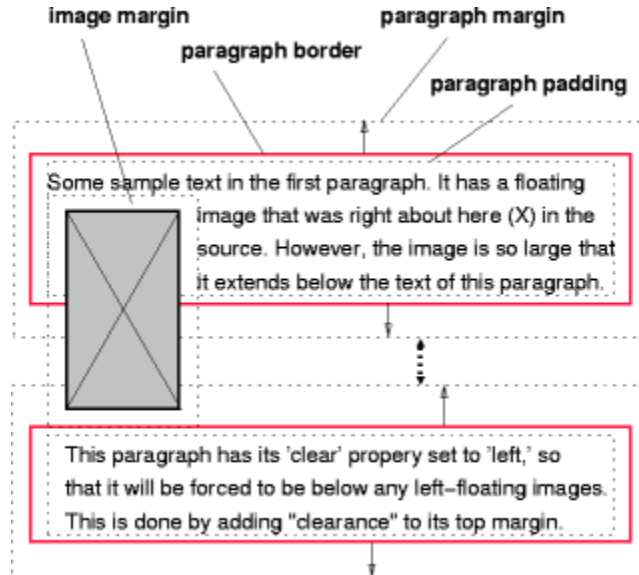 image margin
paragraph margin
paragraph border
paragraph padding
Some sample text in the first paragraph. It has a floating
image that was right about here (X) in the
source. However, the image is so large that
it extends below the text of this paragraph.
This paragraph has its 'clear' propery set to 'left,' so
that it will be forced to be below any left-floating images.
This is done by adding "clearance" to its top margin.